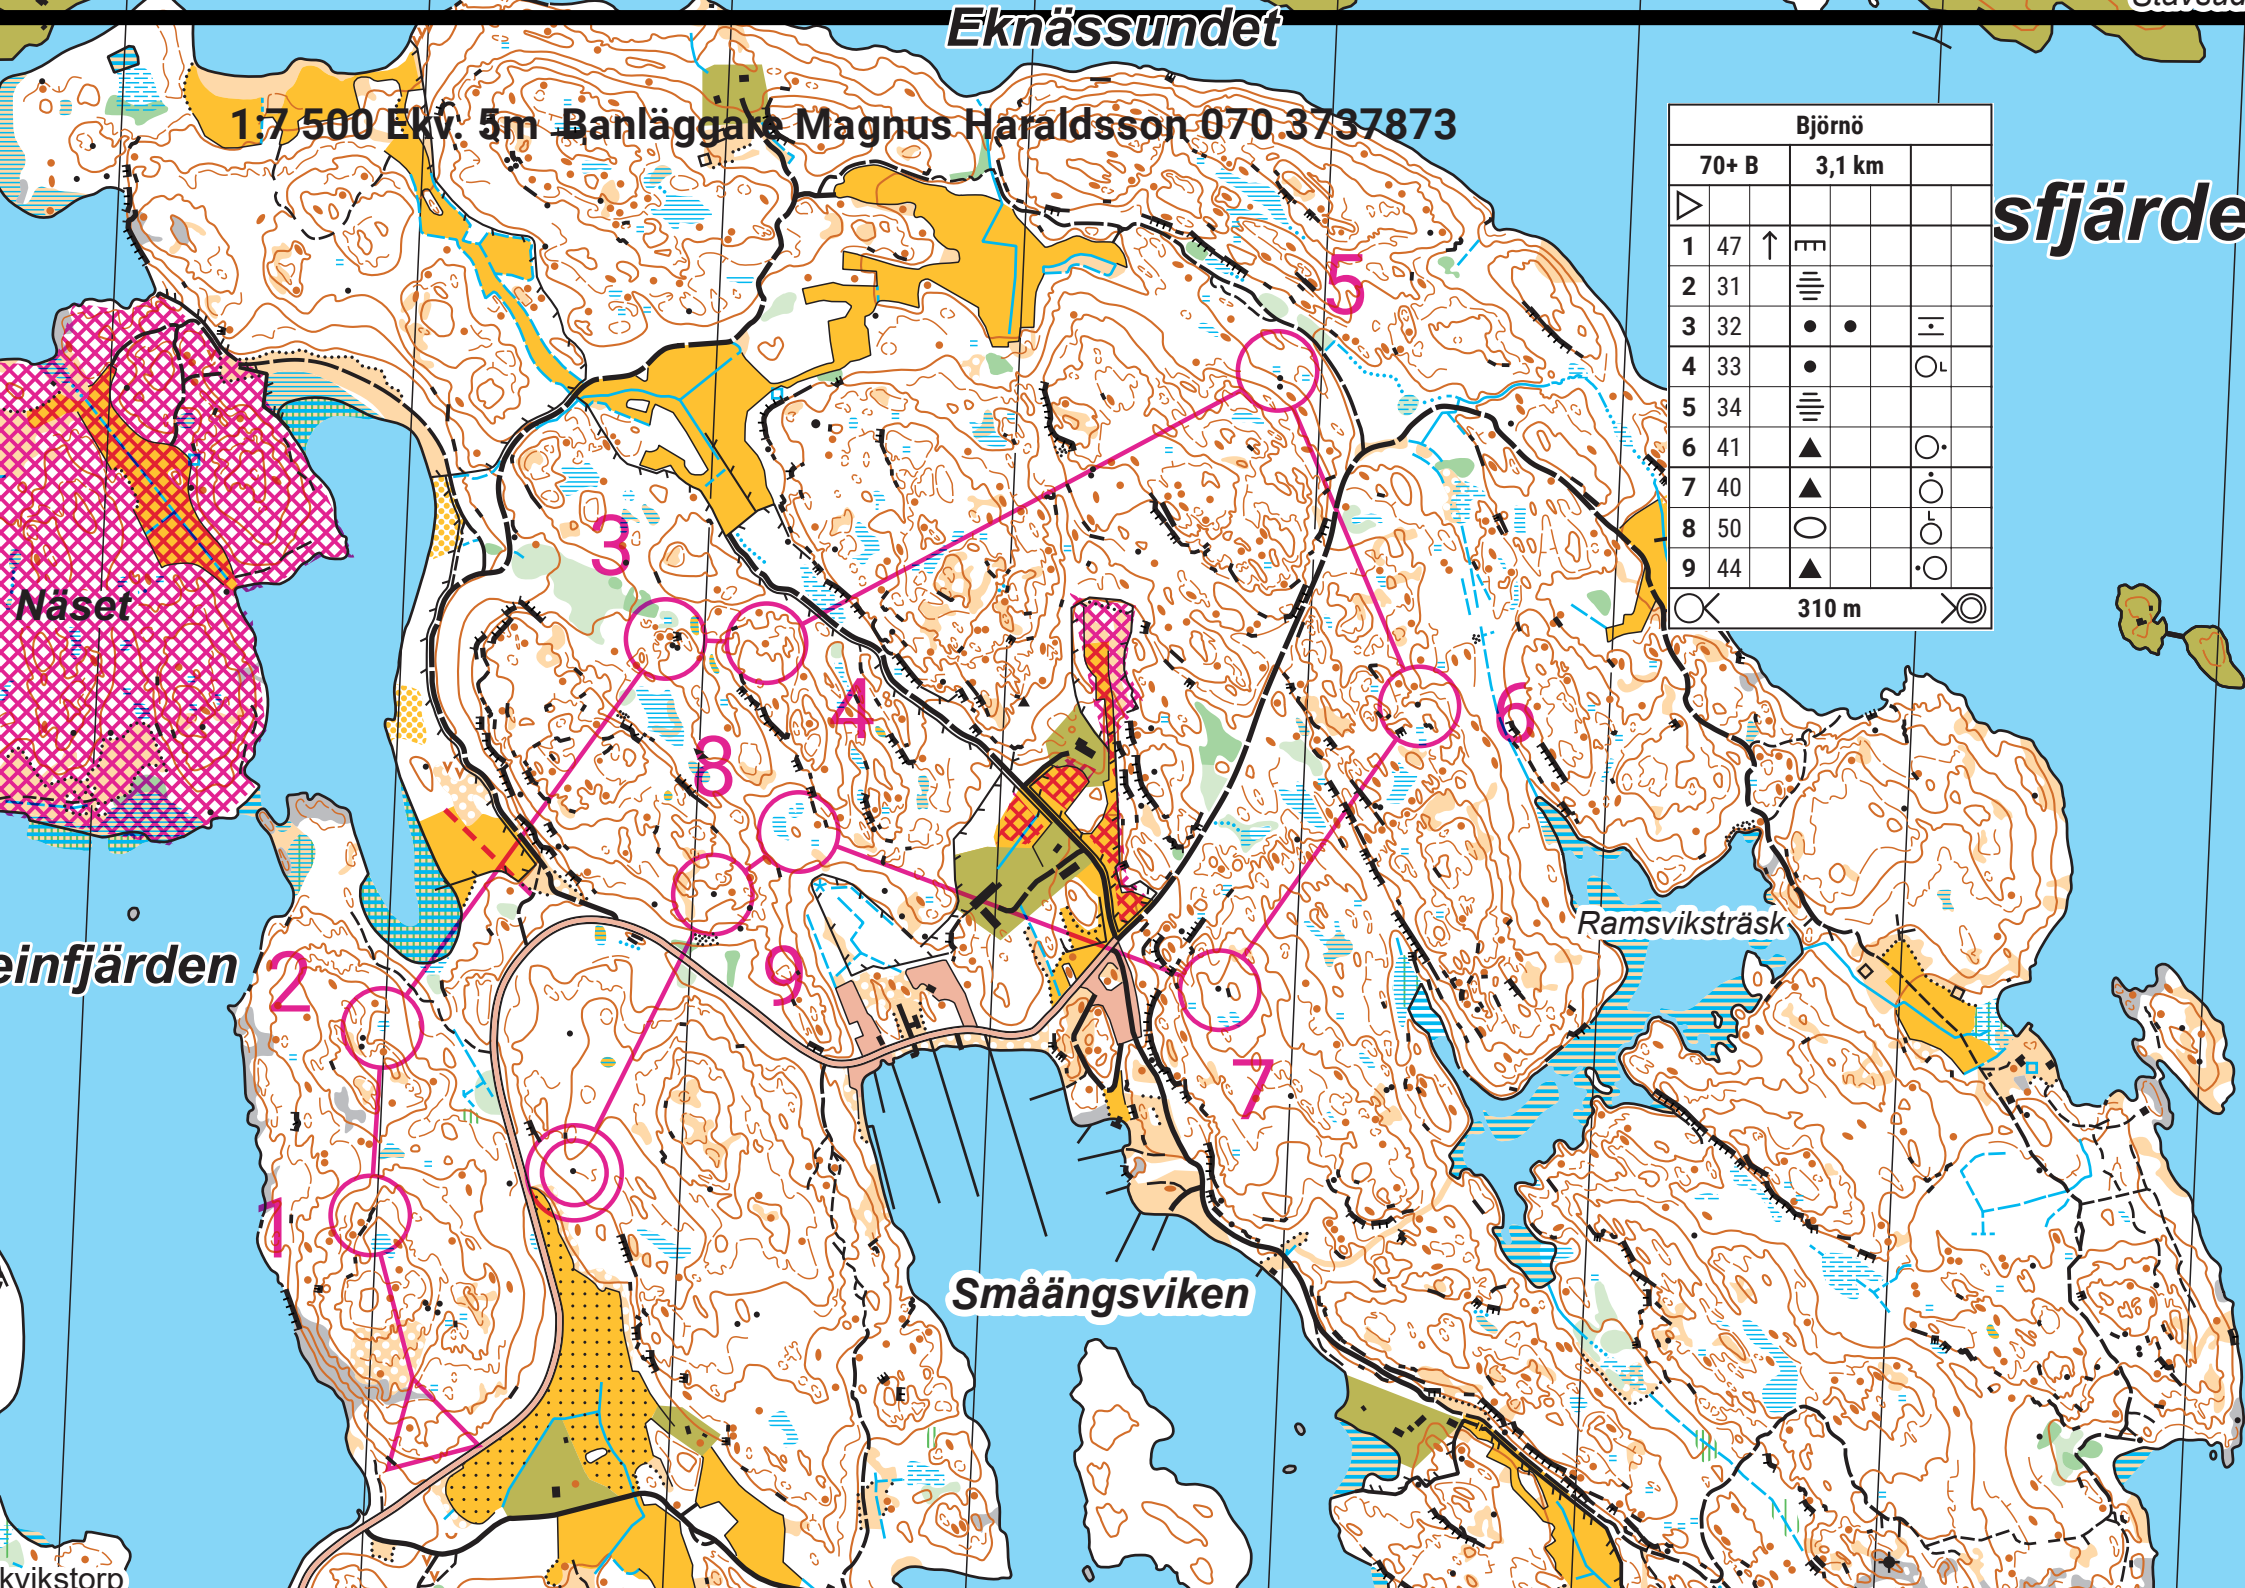 Eknässundet
1:7 500 Ekv. 5m Banläggare Magnus Haraldsson 070 3737873
Björnö
70+ B 3,1 km
1 47
2 31
3 32
4 33
5 34
6 41
7 40
8 50
9 44
310 m
sfjärde
5
3
Näset
4
6
8
Ramsviksträsk
einfjärden
2
9
7
1
Småängsviken
kvikstorp